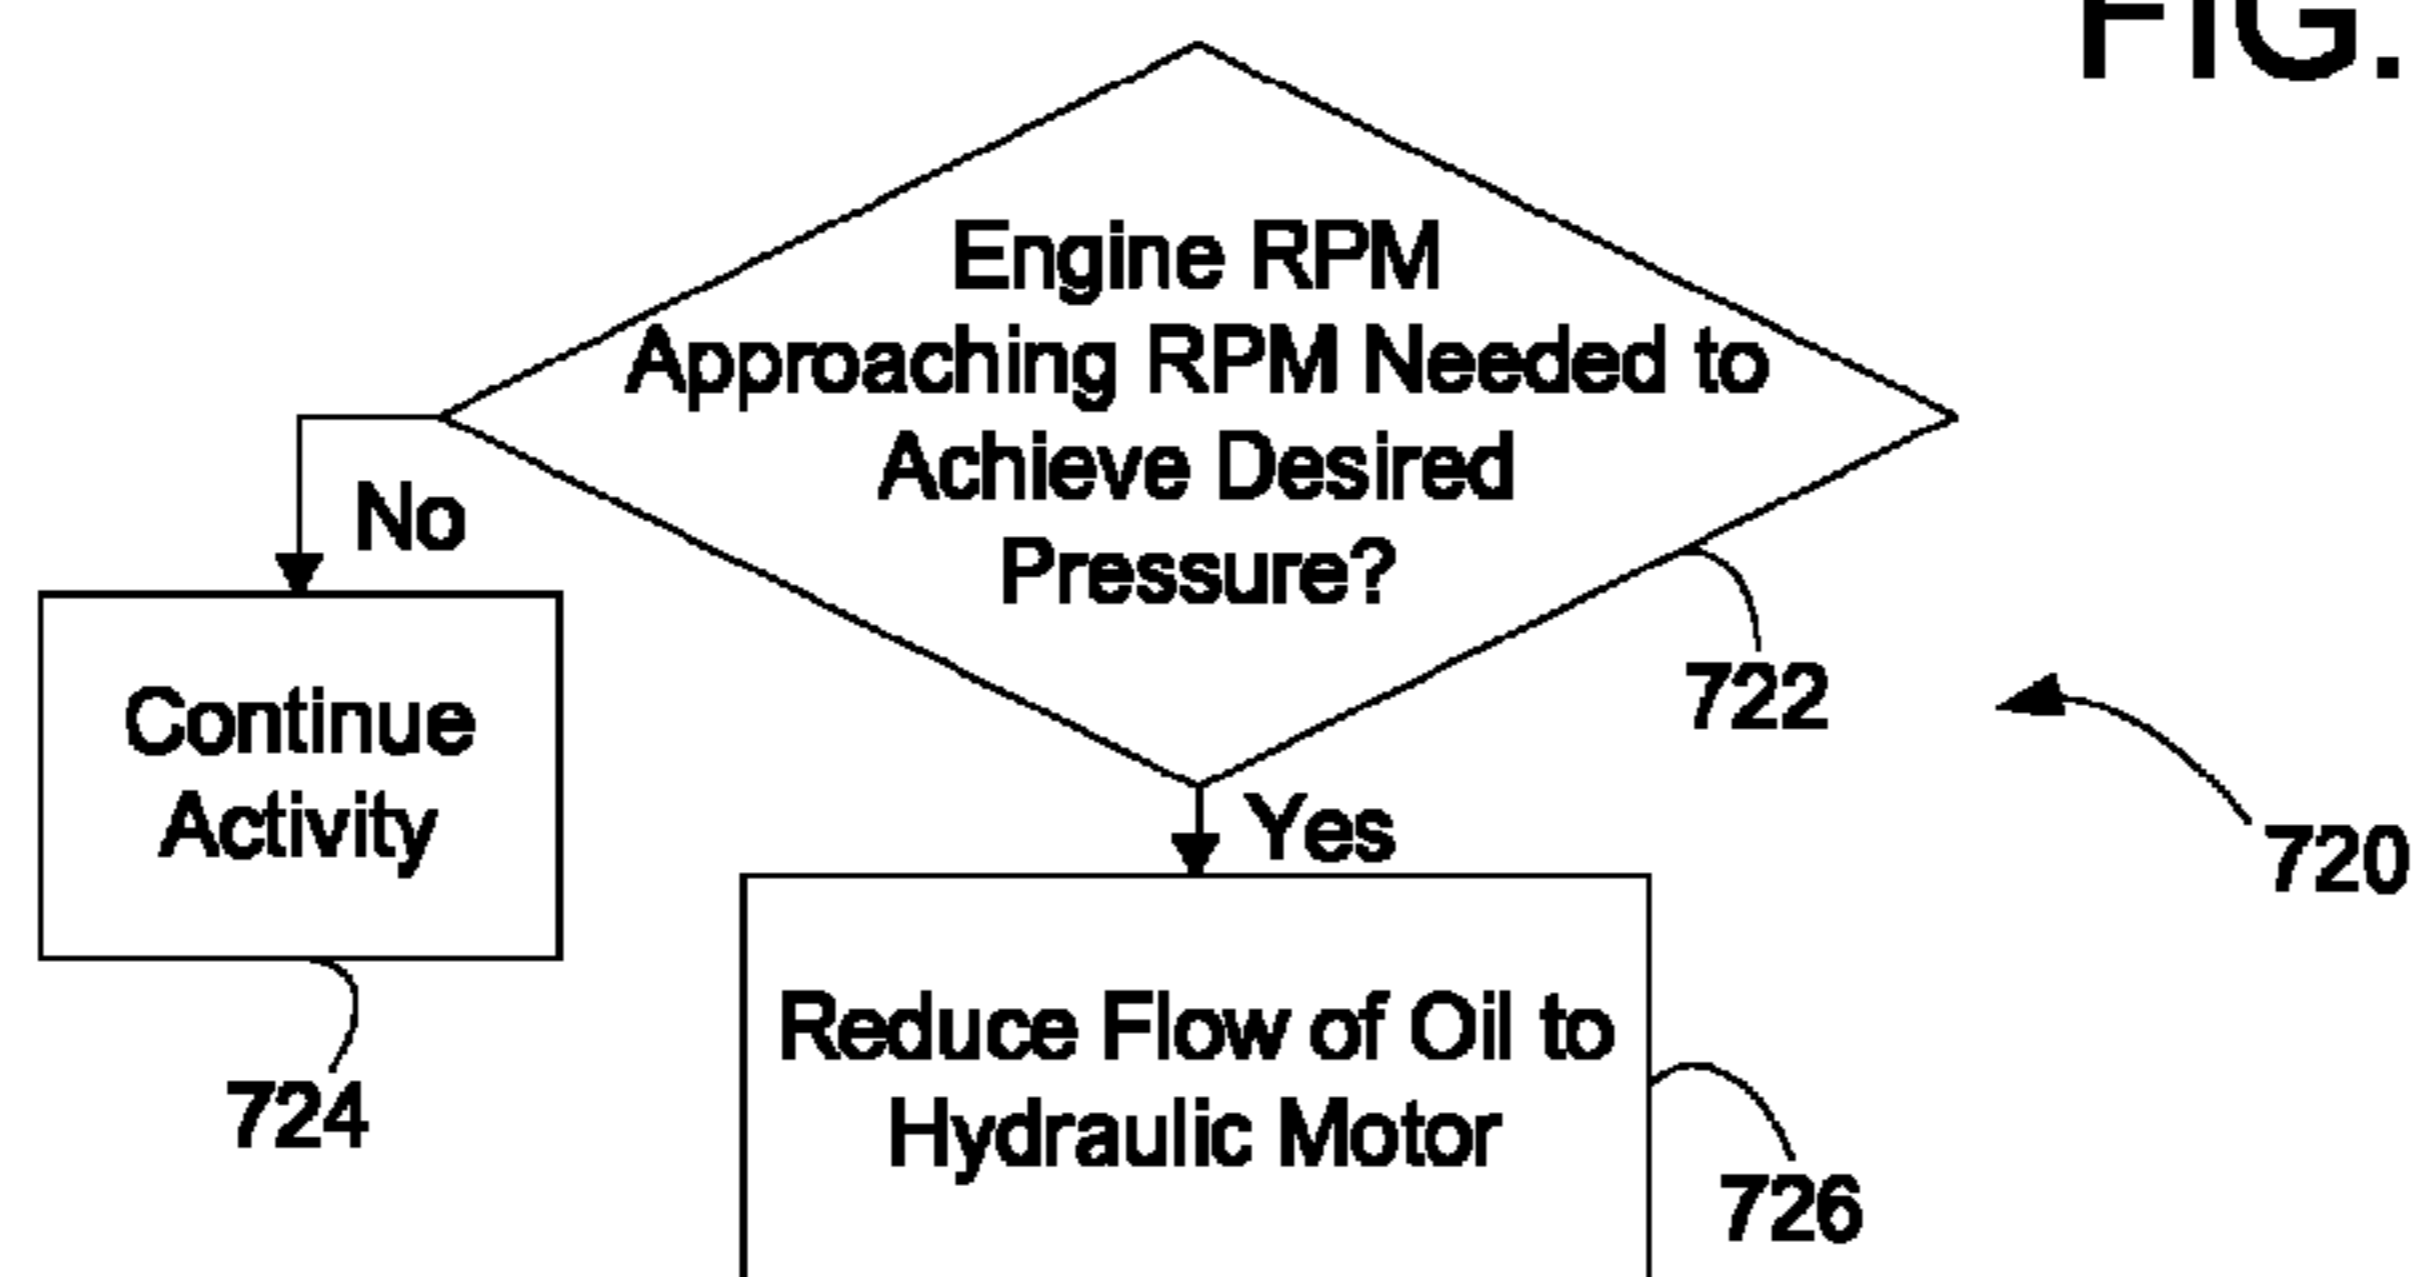 FIG.
Engine RPM
Approaching RPM Needed to
Achieve Desired
Pressure?
No
722
Continue
Activity
Yes
720
724
Reduce Flow of Oil to
Hydraulic Motor
726